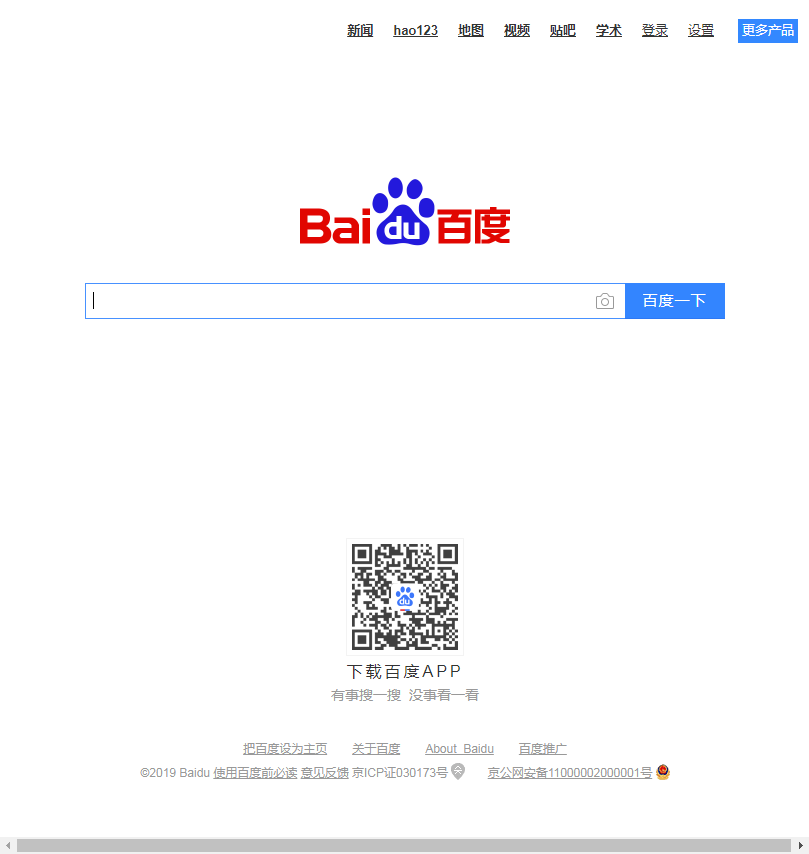 新闻 hao123 地图 视频 贴吧 学术 登录 设置 更多产品
Bai du 百度
百度一下
du
下载百度APP
有事搜一搜 没事看一看
把百度设为主页 关于百度 About Baidu 百度推广
©2019 Baidu 使用百度前必读 意见反馈 京ICP证030173号 京公网安备11000002000001号